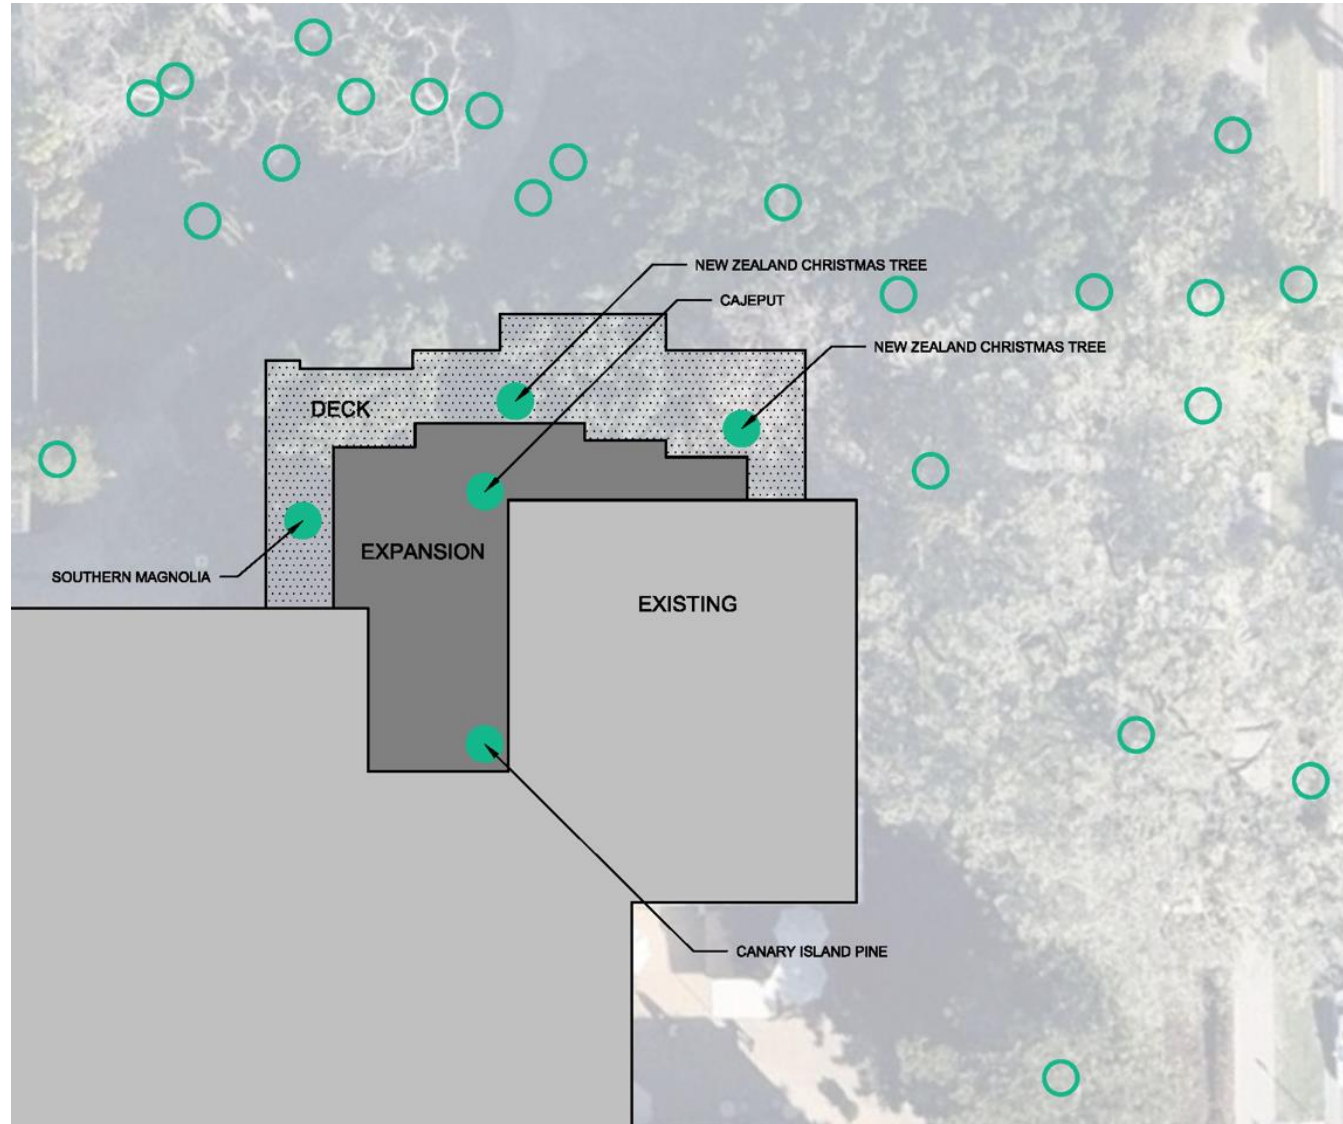 NEW ZEALAND CHRISTMAS TREE
CAJEPUT
NEW ZEALAND CHRISTMAS TREE
DECK
EXPANSION
SOUTHERN MAGNOLIA
EXISTING
CANARY ISLAND PINE